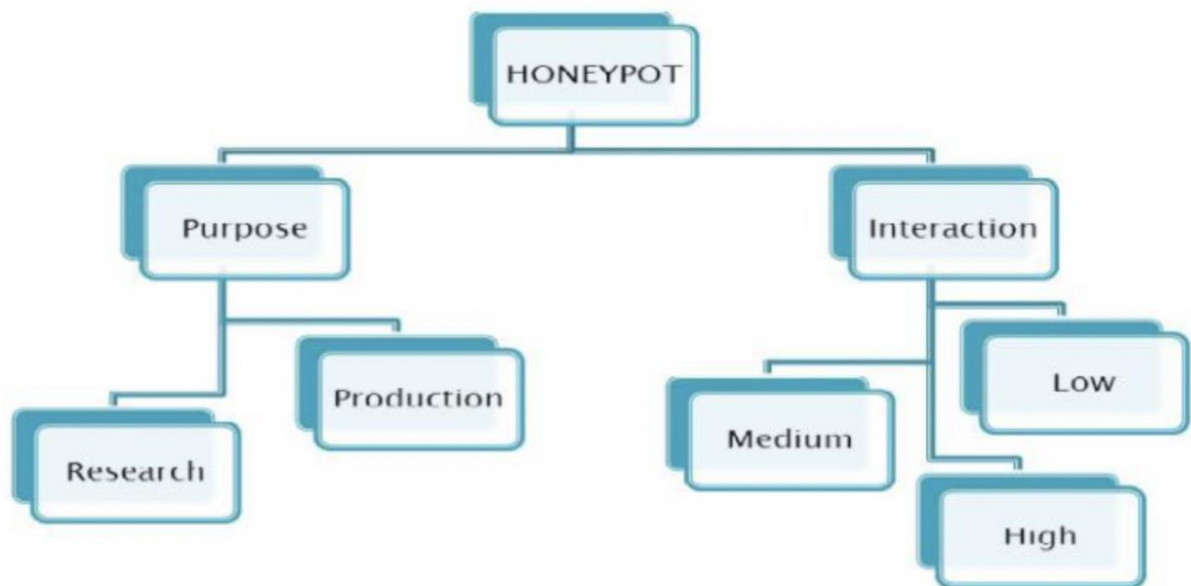 HONEYPOT
Purpose
Interaction
Production
Research
Low
Medium
High